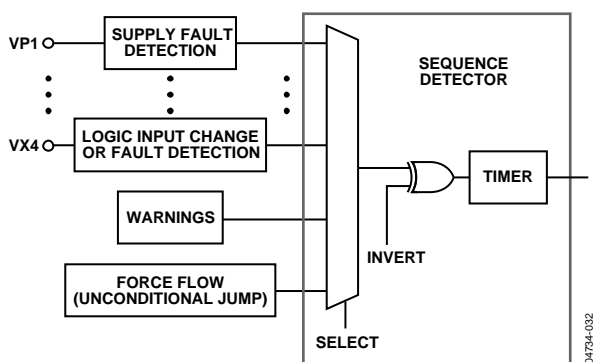 VP1
SUPPLY FAULT
DETECTION
SEQUENCE
DETECTOR
VX4
LOGIC INPUT CHANGE
OR FAULT DETECTION
TIMER
WARNINGS
INVERT
FORCE FLOW
(UNCONDITIONAL JUMP)
SELECT
04734-032